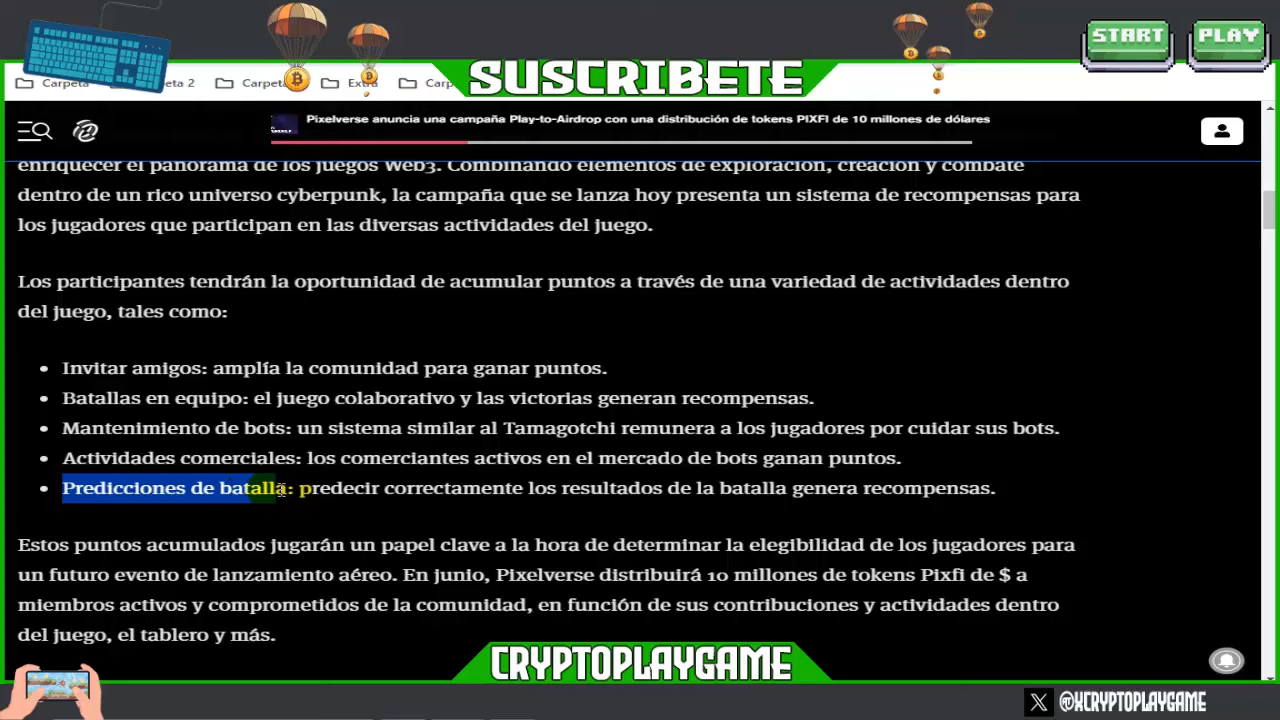 START
PLAY
SUSCRIBETE
Carpeta
ta 2
Carpeta
Extra
Carp
Pixelverse anuncia una campaña Play-to-Airdrop con una distribución de tokens PIXFI de 10 millones de dólares
enriquecer el panorama de los juegos Web3. Combinando elementos de exploración, creación y combate
dentro de un rico universo cyberpunk, la campaña que se lanza hoy presenta un sistema de recompensas para
los jugadores que participan en las diversas actividades del juego.
Los participantes tendrán la oportunidad de acumular puntos a través de una variedad de actividades dentro
del juego, tales como:
• Invitar amigos: amplía la comunidad para ganar puntos.
• Batallas en equipo: el juego colaborativo y las victorias generan recompensas.
• Mantenimiento de bots: un sistema similar al Tamagotchi remunera a los jugadores por cuidar sus bots.
• Actividades comerciales: los comerciantes activos en el mercado de bots ganan puntos.
• Predicciones de batalla: predecir correctamente los resultados de la batalla genera recompensas.
Estos puntos acumulados jugarán un papel clave a la hora de determinar la elegibilidad de los jugadores para
un futuro evento de lanzamiento aéreo. En junio, Pixelverse distribuirá 10 millones de tokens Pixfi de $ a
miembros activos y comprometidos de la comunidad, en función de sus contribuciones y actividades dentro
del juego, el tablero y más.
CRYPTOPLAYGAME
@XCRYPTOPLAYGAME